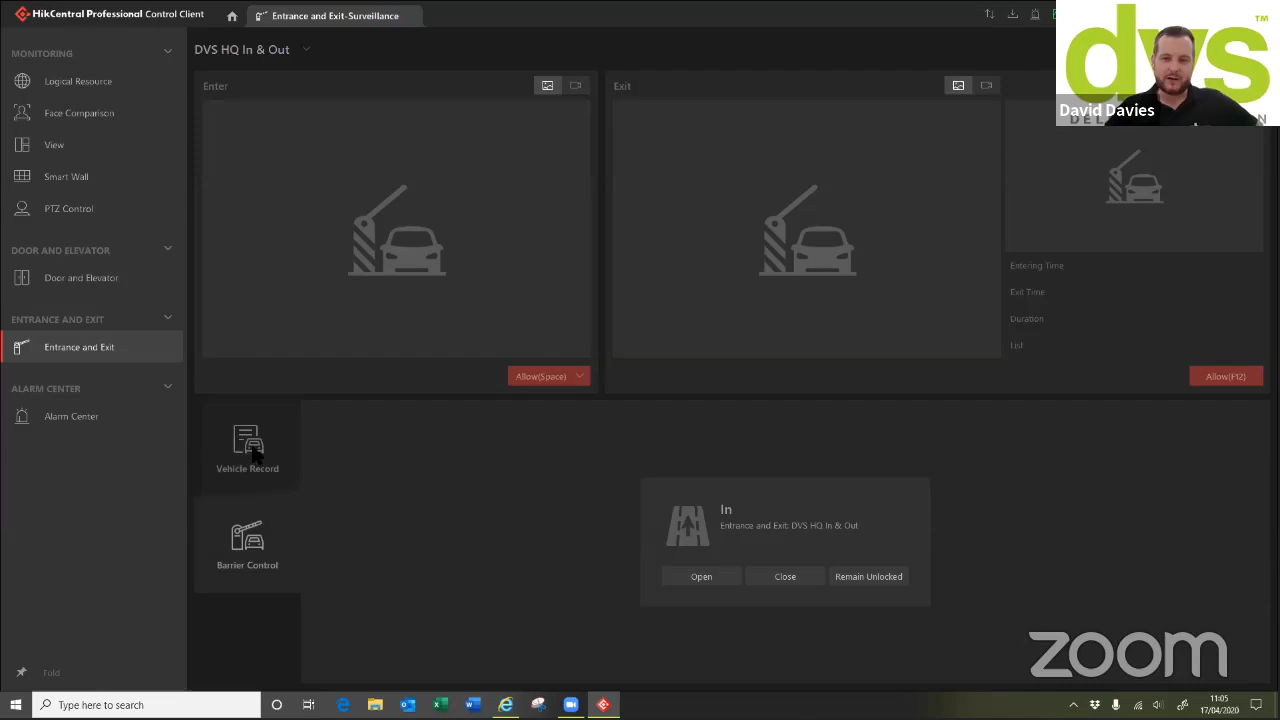 HikCentral Professional Control Client
Entrance and Exit-Surveillance
dvs™
David Davies
MONITORING
Logical Resource
Face Comparison
View
Smart Wall
PTZ Control
DOOR AND ELEVATOR
Door and Elevator
ENTRANCE AND EXIT
Entrance and Exit
ALARM CENTER
Alarm Center
Fold
DVS HQ In & Out
Enter
Exit
Entering Time
Exit Time
Duration
List
Allow(Space)
Allow(F12)
Vehicle Record
Barrier Control
In
Entrance and Exit: DVS HQ In & Out
Open
Close
Remain Unlocked
zoom
Type here to search
11:05
17/04/2020